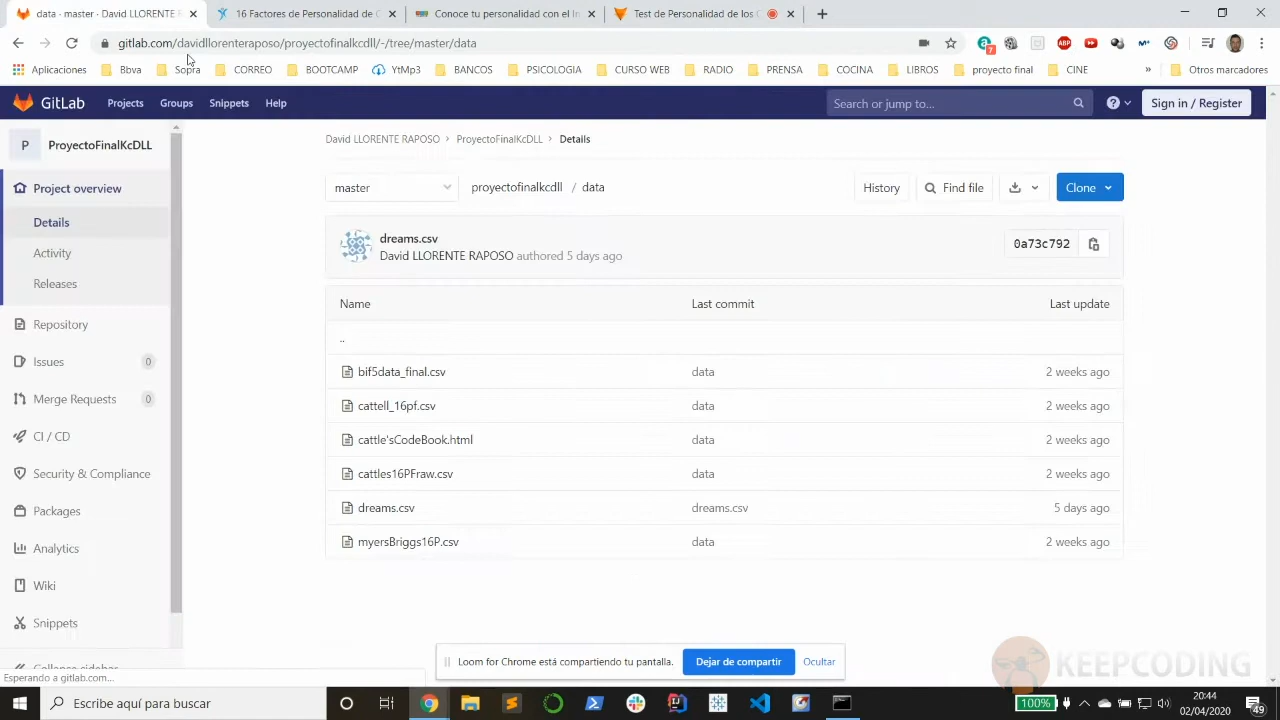 data - master - David LLORENTE R
16 Factores de Personalidad de C
Conoce tu personalidad con el In
Test de Personalidad de los C
gitlab.com/davidllorenteraposo/proyectofinalkcdll/-/tree/master/data
7
ABP
Aplicaciones
Bbva
Sopra
CORREO
BOOTCAMP
YtMp3
BANCOS
PSICOLOGIA
CURSO WEB
RADIO
PRENSA
COCINA
LIBROS
proyecto final
CINE
»
Otros marcadores
GitLab
Projects
Groups
Snippets
Help
Search or jump to...
Sign in / Register
P
ProyectoFinalKcDLL
Project overview
Details
Activity
Releases
Repository
Issues 0
Merge Requests 0
CI / CD
Security & Compliance
Packages
Analytics
Wiki
Snippets
Collapse sidebar
David LLORENTE RAPOSO > ProyectoFinalKcDLL > Details
master
proyectofinalkcdll / data
History
Find file
Clone
dreams.csv
David LLORENTE RAPOSO authored 5 days ago
0a73c792
Name Last commit Last update
..
bif5data_final.csv data 2 weeks ago
cattell_16pf.csv data 2 weeks ago
cattle'sCodeBook.html data 2 weeks ago
cattles16PFraw.csv data 2 weeks ago
dreams.csv dreams.csv 5 days ago
myersBriggs16P.csv data 2 weeks ago
Loom for Chrome está compartiendo tu pantalla.
Dejar de compartir
Ocultar
Esperando a gitlab.com...
KEEPCODING
Escribe aquí para buscar
100%
20:44
02/04/2020
49